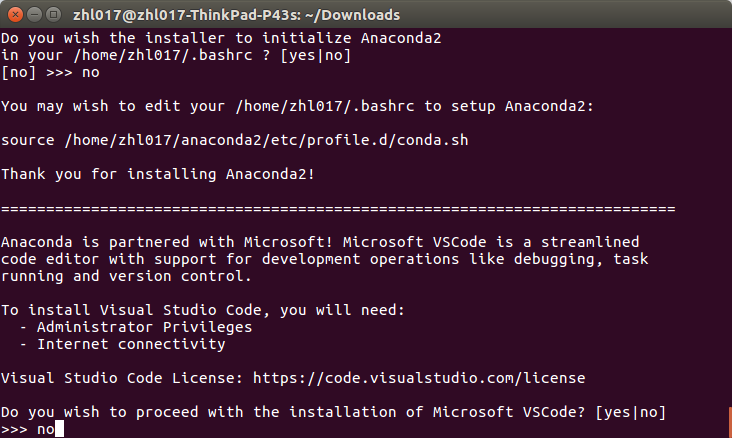 zhl017@zhl017-ThinkPad-P43s: ~/Downloads
Do you wish the installer to initialize Anaconda2
in your /home/zhl017/.bashrc ? [yes|no]
[no] >>> no
You may wish to edit your /home/zhl017/.bashrc to setup Anaconda2:
source /home/zhl017/anaconda2/etc/profile.d/conda.sh
Thank you for installing Anaconda2!
===========================================================================
Anaconda is partnered with Microsoft! Microsoft VSCode is a streamlined
code editor with support for development operations like debugging, task
running and version control.
To install Visual Studio Code, you will need:
  - Administrator Privileges
  - Internet connectivity
Visual Studio Code License: https://code.visualstudio.com/license
Do you wish to proceed with the installation of Microsoft VSCode? [yes|no]
>>> no